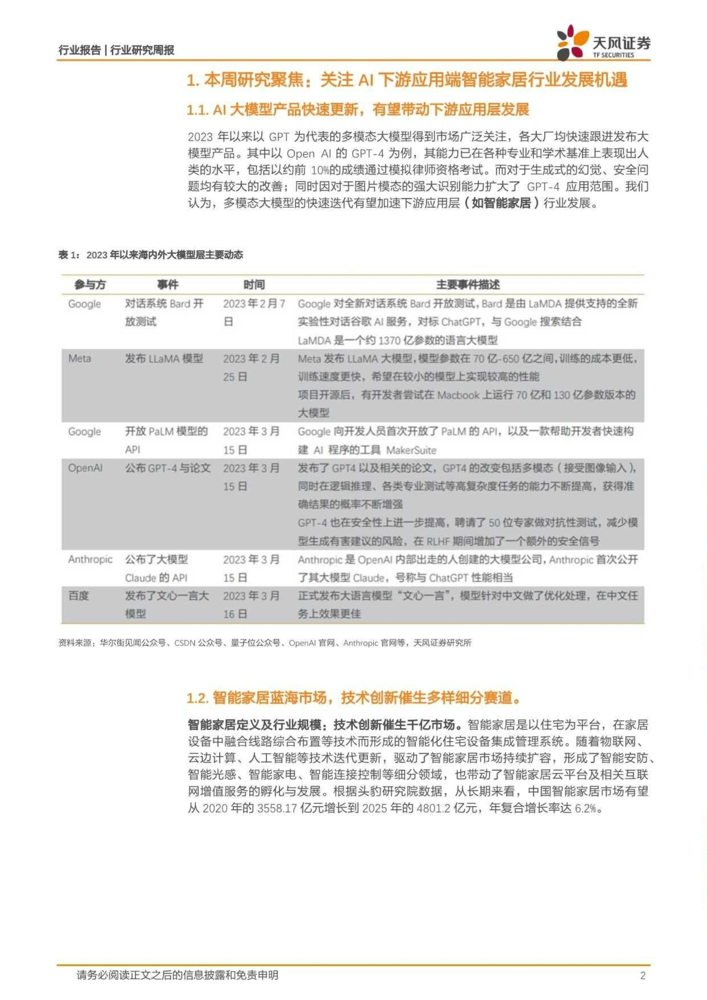 行业报告 | 行业研究周报
天风证券
TF SECURITIES
1. 本周研究聚焦：关注 AI 下游应用端智能家居行业发展机遇
1.1. AI 大模型产品快速更新，有望带动下游应用层发展
2023 年以来以 GPT 为代表的多模态大模型得到市场广泛关注，各大厂均快速跟进发布大
模型产品。其中以 Open AI 的 GPT-4 为例，其能力已在各种专业和学术基准上表现出人
类的水平，包括以约前 10%的成绩通过模拟律师资格考试。而对于生成式的幻觉、安全问
题均有较大的改善；同时因对于图片模态的强大识别能力扩大了 GPT-4 应用范围。我们
认为，多模态大模型的快速迭代有望加速下游应用层（如智能家居）行业发展。
表 1：2023 年以来海内外大模型层主要动态
参与方 事件 时间 主要事件描述
Google 对话系统 Bard 开 2023 年 2 月 7 Google 对全新对话系统 Bard 开放测试，Bard 是由 LaMDA 提供支持的全新
放测试 日 实验性对话谷歌 AI 服务，对标 ChatGPT，与 Google 搜索结合
LaMDA 是一个约 1370 亿参数的语言大模型
Meta 发布 LLaMA 模型 2023 年 2 月 Meta 发布 LLaMA 大模型，模型参数在 70 亿-650 亿之间，训练的成本更低，
25 日 训练速度更快，希望在较小的模型上实现较高的性能
项目开源后，有开发者尝试在 Macbook 上运行 70 亿和 130 亿参数版本的
大模型
Google 开放 PaLM 模型的 2023 年 3 月 Google 向开发人员首次开放了 PaLM 的 API，以及一款帮助开发者快速构
API 15 日 建 AI 程序的工具 MakerSuite
OpenAI 公布 GPT-4 与论文 2023 年 3 月 发布了 GPT4 以及相关的论文，GPT4 的改变包括多模态（接受图像输入），
15 日 同时在逻辑推理、各类专业测试等高复杂度任务的能力不断提高，获得准
确结果的概率不断增强
GPT-4 也在安全性上进一步提高，聘请了 50 位专家做对抗性测试，减少模
型生成有害建议的风险，在 RLHF 期间增加了一个额外的安全信号
Anthropic 公布了大模型 2023 年 3 月 Anthropic 是 OpenAI 内部出走的人创建的大模型公司，Anthropic 首次公开
Claude 的 API 15 日 了其大模型 Claude，号称与 ChatGPT 性能相当
百度 发布了文心一言大 2023 年 3 月 正式发布大语言模型“文心一言”，模型针对中文做了优化处理，在中文任
模型 16 日 务上效果更佳
资料来源：华尔街见闻公众号、CSDN 公众号、量子位公众号、OpenAI 官网、Anthropic 官网等，天风证券研究所
1.2. 智能家居蓝海市场，技术创新催生多样细分赛道。
智能家居定义及行业规模：技术创新催生千亿市场。智能家居是以住宅为平台，在家居
设备中融合线路综合布置等技术而形成的智能化住宅设备集成管理系统。随着物联网、
云边计算、人工智能等技术迭代更新，驱动了智能家居市场持续扩容，形成了智能安防、
智能光感、智能家电、智能连接控制等细分领域，也带动了智能家居云平台及相关互联
网增值服务的孵化与发展。根据头豹研究院数据，从长期来看，中国智能家居市场有望
从 2020 年的 3558.17 亿元增长到 2025 年的 4801.2 亿元，年复合增长率达 6.2%。
请务必阅读正文之后的信息披露和免责申明 2